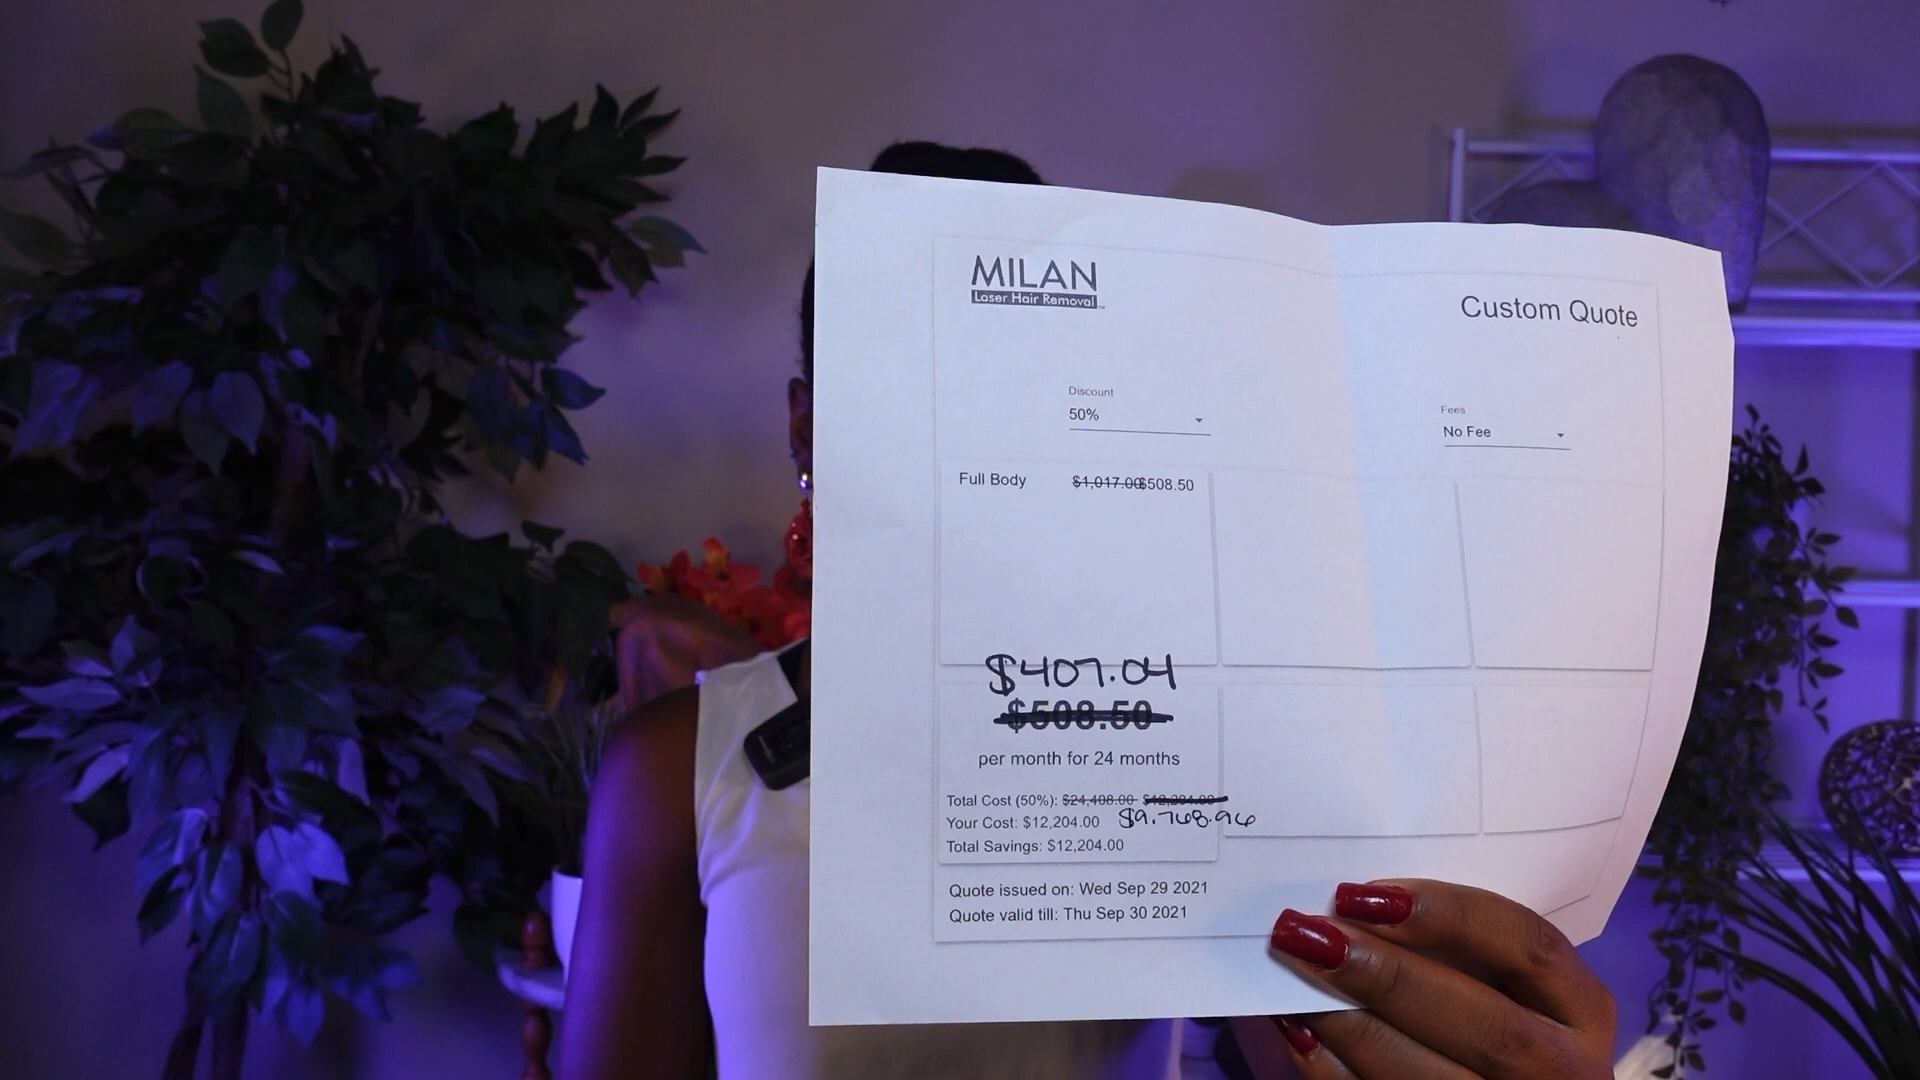 MILAN
Laser Hair Removal
Custom Quote
Discount
50%
Fees
No Fee
Full Body $1,017.00 $508.50
$407.04
$508.50
per month for 24 months
Total Cost (50%): $24,408.00 $12,204.00
Your Cost: $12,204.00 $9,768.96
Total Savings: $12,204.00
Quote issued on: Wed Sep 29 2021
Quote valid till: Thu Sep 30 2021